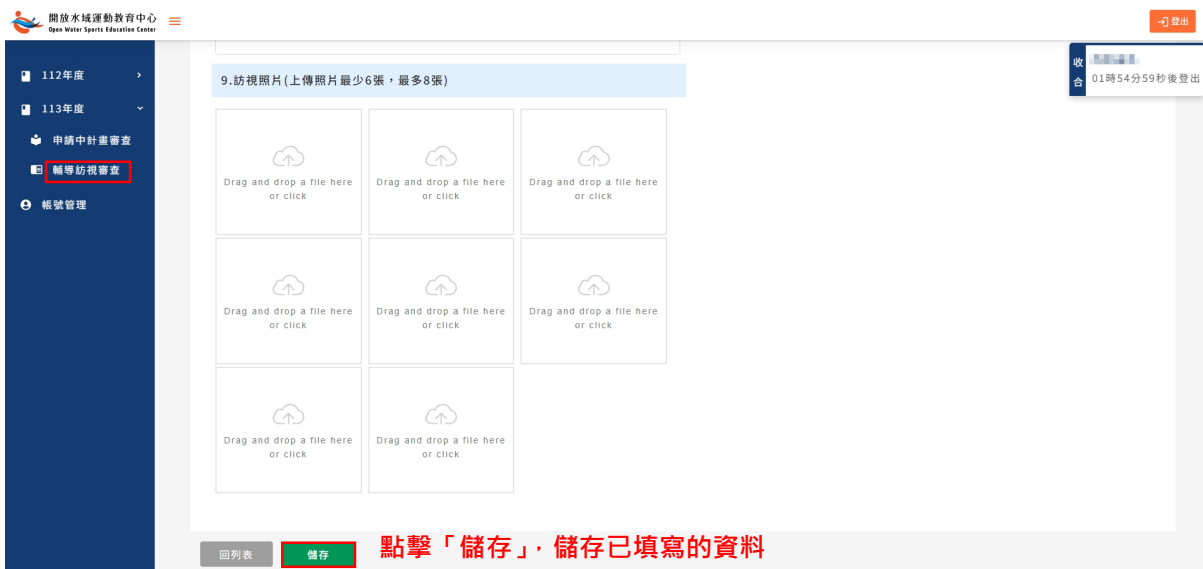 開放水域運動教育中心
Open Water Sports Education Center
登出
收合
01時54分59秒後登出
112年度
113年度
申請中計畫審查
輔導訪視審查
帳號管理
9.訪視照片(上傳照片最少6張，最多8張)
Drag and drop a file here
or click
Drag and drop a file here
or click
Drag and drop a file here
or click
Drag and drop a file here
or click
Drag and drop a file here
or click
Drag and drop a file here
or click
Drag and drop a file here
or click
Drag and drop a file here
or click
回列表
儲存
點擊「儲存」，儲存已填寫的資料